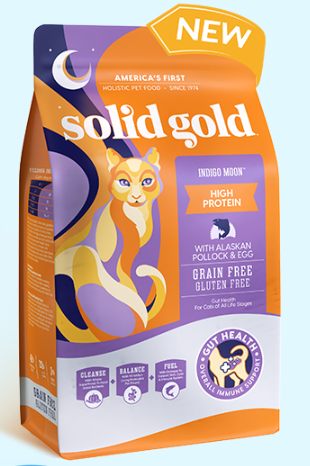 NEW
AMERICA'S FIRST
HOLISTIC PET FOOD • SINCE 1974
solid gold
INDIGO MOON™
HIGH
PROTEIN
WITH ALASKAN
POLLOCK & EGG
GRAIN FREE
GLUTEN FREE
Gut Health
For Cats of All Life Stages
CLEANSE
BALANCE
FUEL
GUT HEALTH
OVERALL IMMUNE SUPPORT
GRAIN FREE
GLUTEN FREE